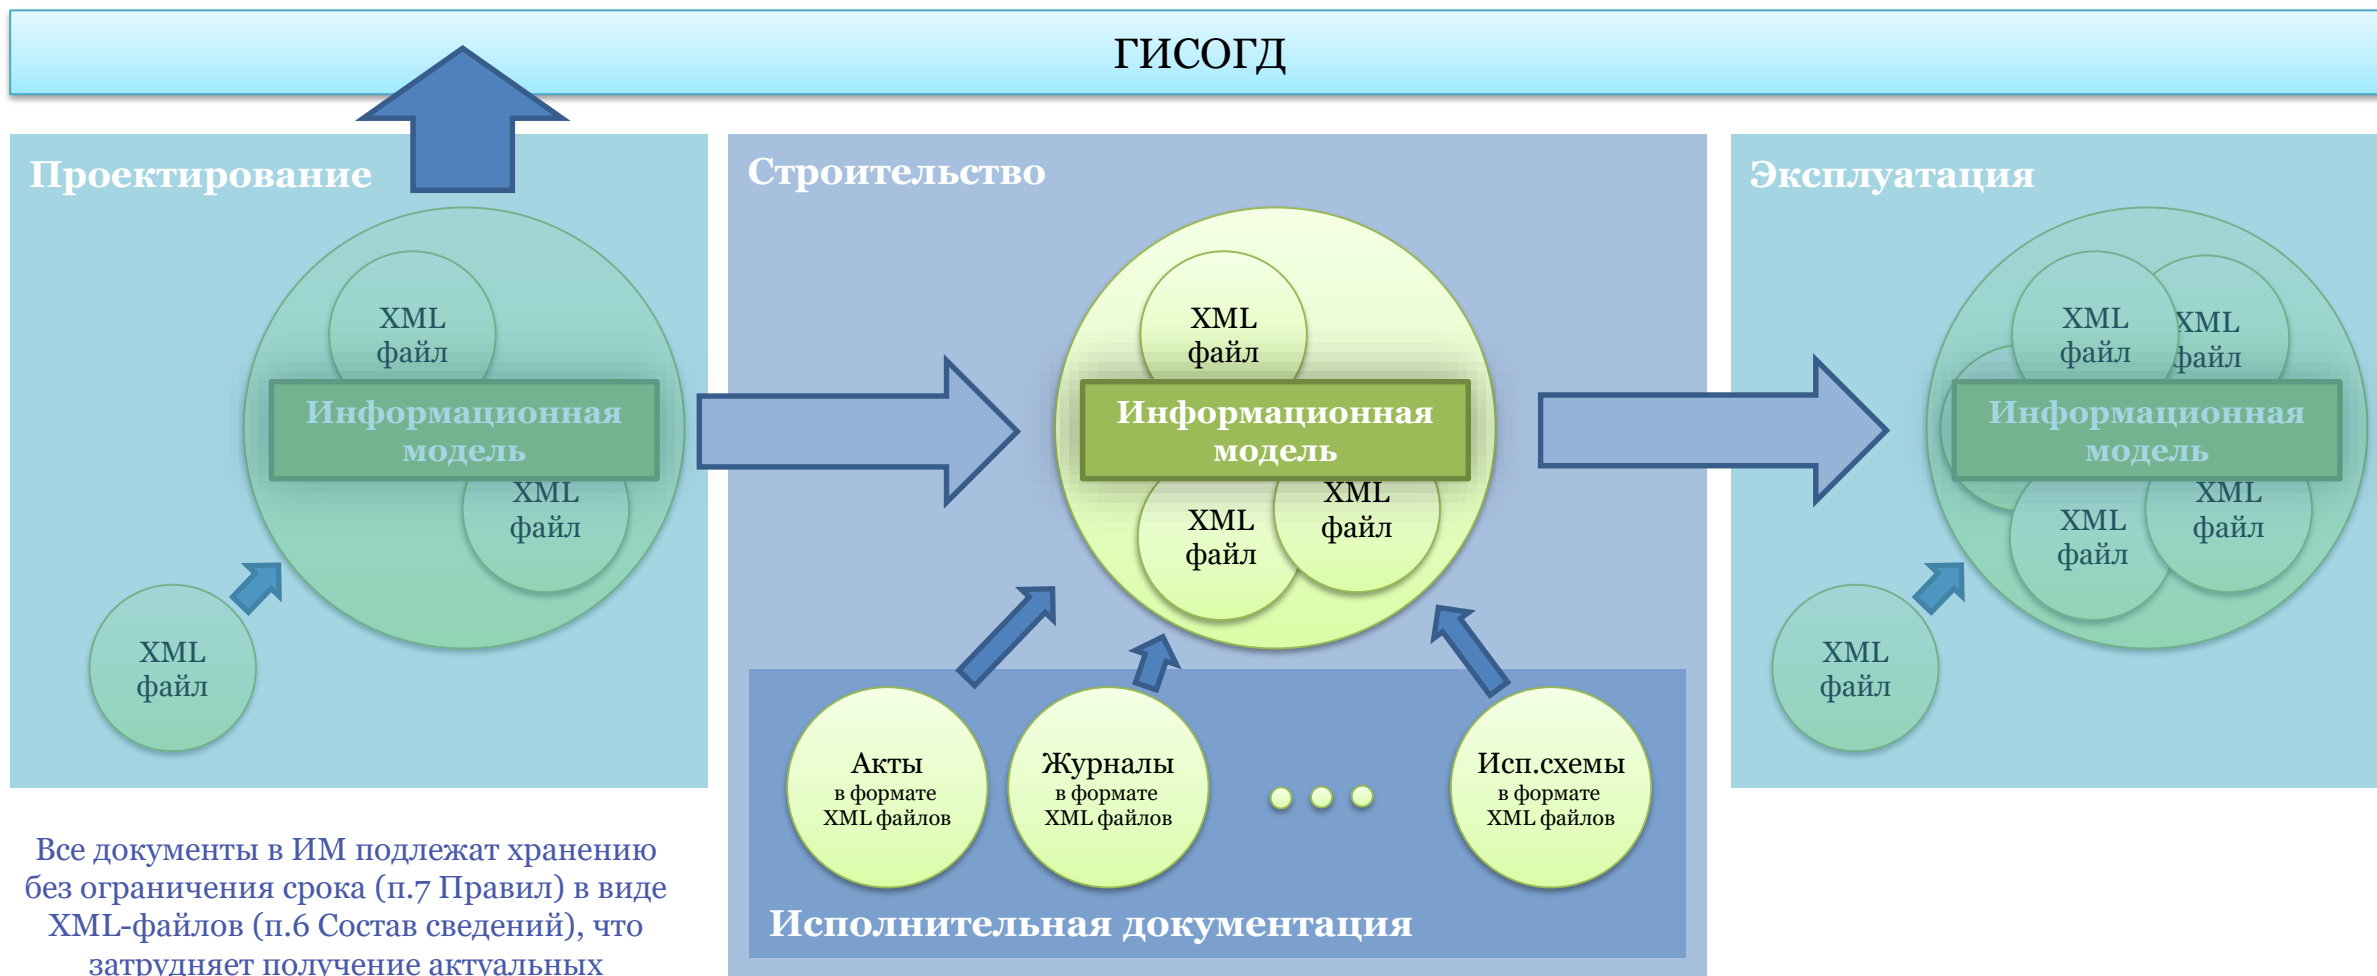 ГИСОГД
Проектирование
XML
файл
Информационная
модель
XML
файл
XML
файл
Строительство
XML
файл
Информационная
модель
XML
файл
XML
файл
Акты
в формате
XML файлов
Журналы
в формате
XML файлов
Исп.схемы
в формате
XML файлов
Исполнительная документация
Эксплуатация
XML
файл
XML
файл
Информационная
модель
XML
файл
XML
файл
XML
файл
Все документы в ИМ подлежат хранению
без ограничения срока (п.7 Правил) в виде
XML-файлов (п.6 Состав сведений), что
затрудняет получение актуальных